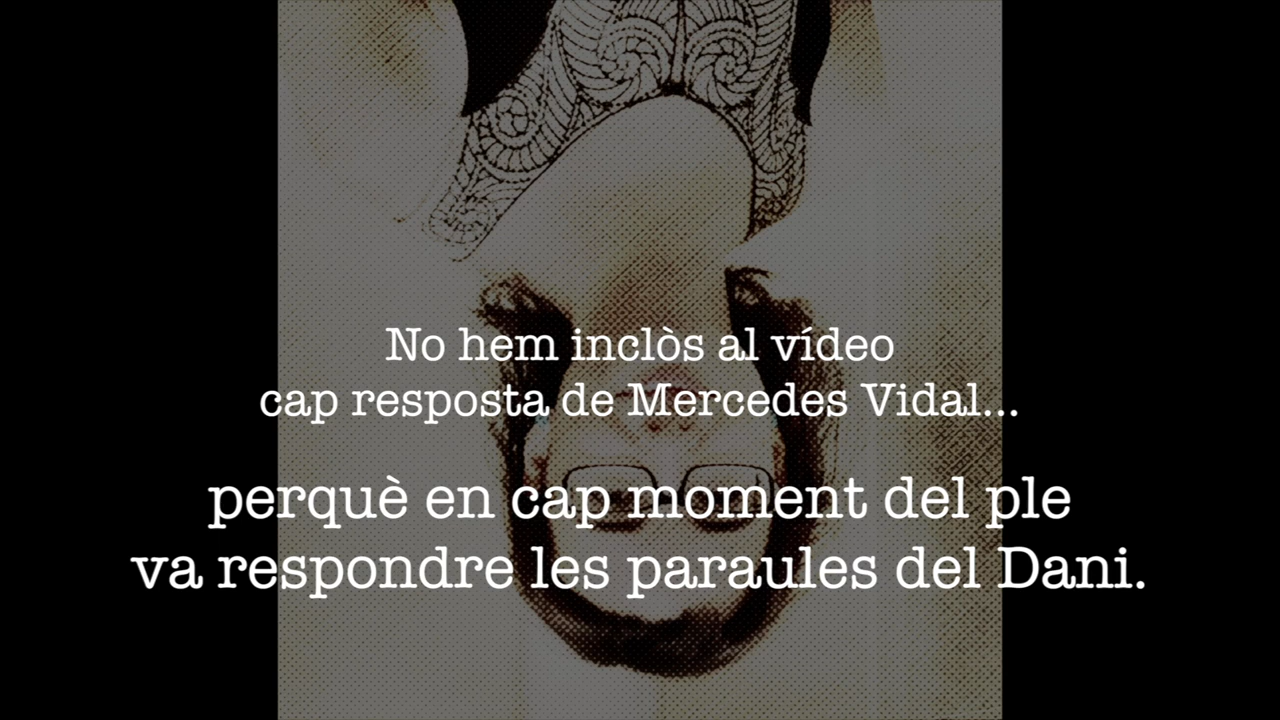 No hem inclòs al vídeo
cap resposta de Mercedes Vidal...
perquè en cap moment del ple
va respondre les paraules del Dani.